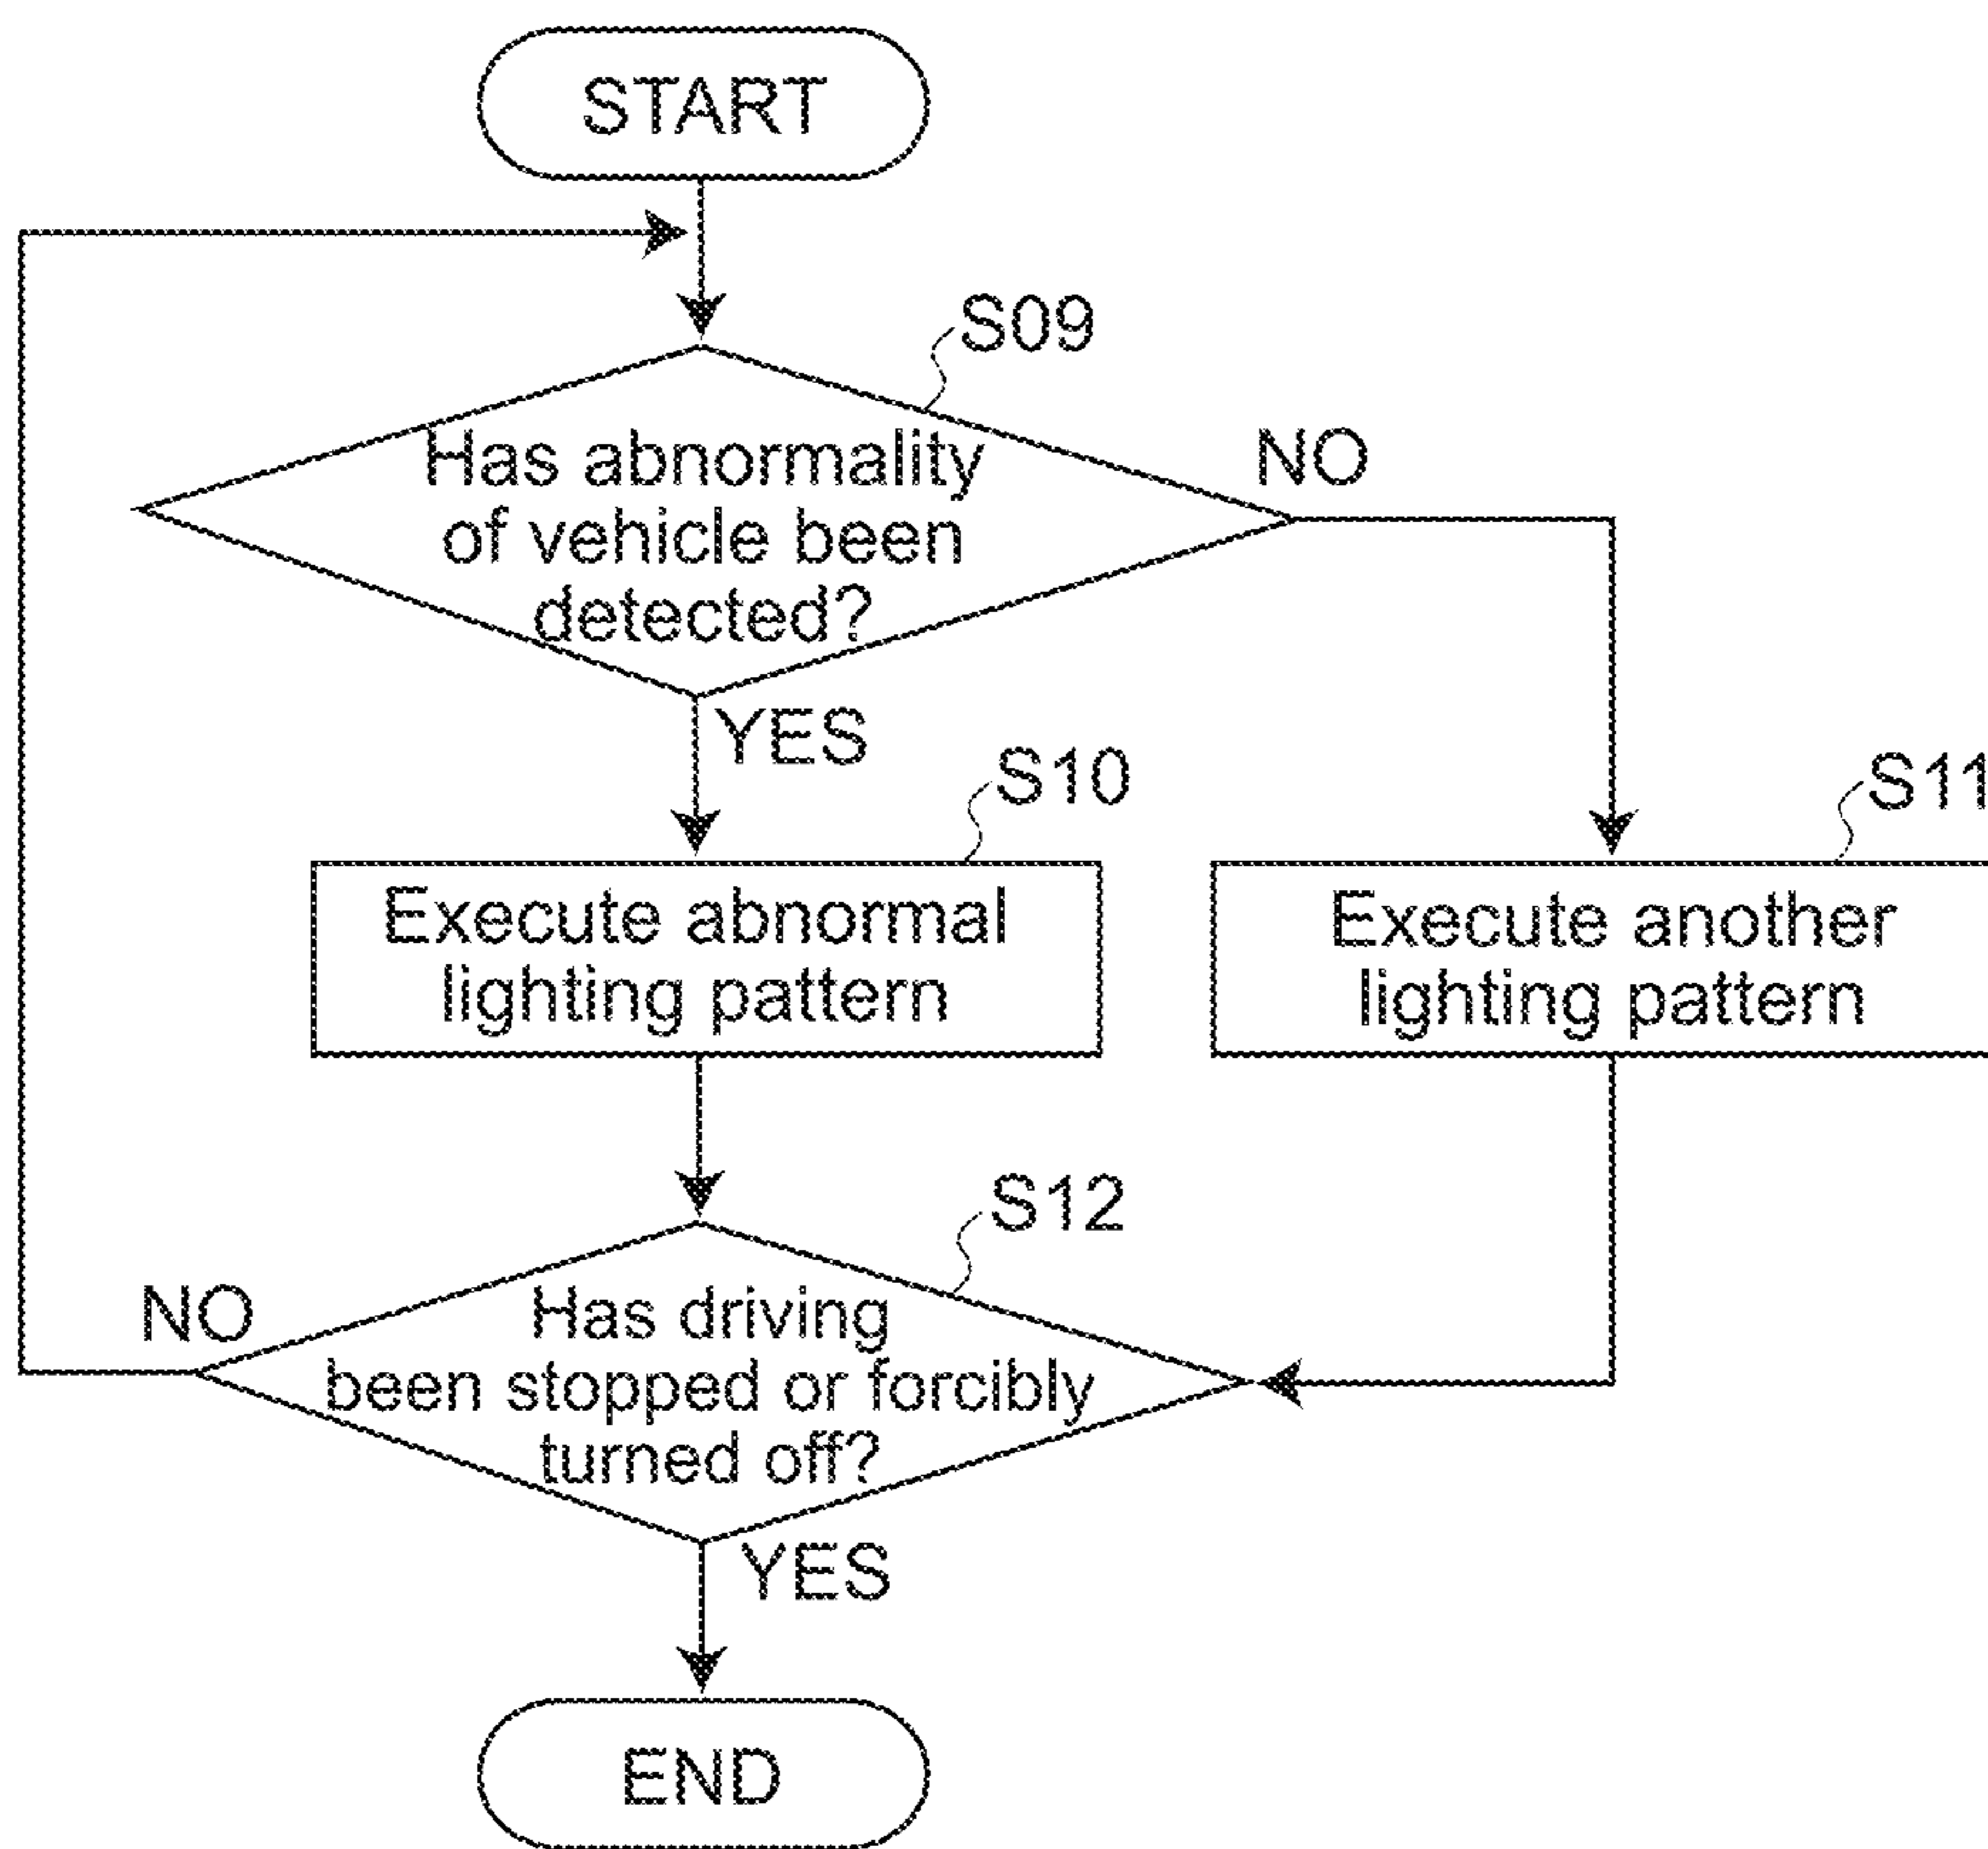 START
S09
Has abnormality
of vehicle been
detected?
NO
YES
S10
Execute abnormal
lighting pattern
S11
Execute another
lighting pattern
S12
Has driving
been stopped or forcibly
turned off?
NO
YES
END